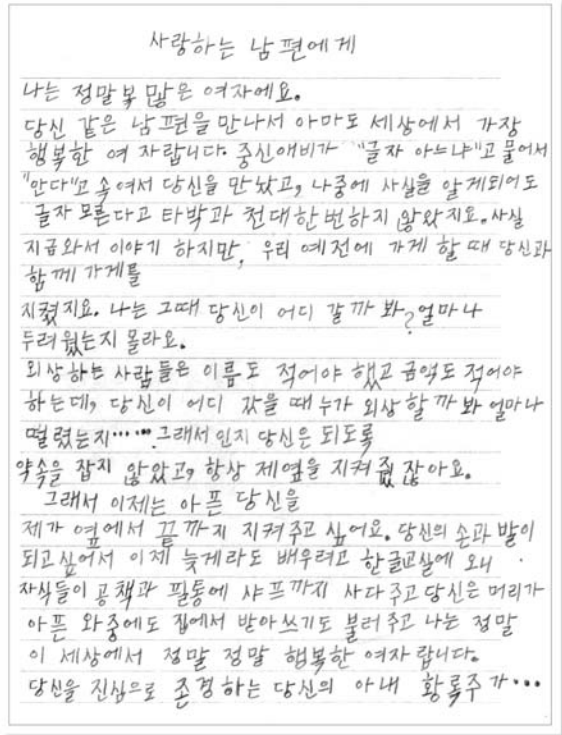 사랑하는 남편에게
나는 정말 복 많은 여자에요.
당신 같은 남편을 만나서 아마도 세상에서 가장
행복한 여 자랍니다. 중신애비가 "글자 아느냐"고 물어서
"안다"고 속여서 당신을 만났고, 나중에 사실을 알게되어도
글자 모른다고 타박과 천대한번하지 않았지요. 사실
지금와서 이야기 하지만, 우리 예전에 가게 할 때 당신과
함께 가게를
지켰지요. 나는 그때 당신이 어디 갈까 봐? 얼마나
두려웠는지 몰라요.
외상 하는 사람들은 이름도 적어야 했고 금액도 적어야
하는데, 당신이 어디 갔을 때 누가 외상 할 까 봐 얼마나
떨렸는지······. 그래서 인지 당신은 되도록
약속을 잡지 않았고, 항상 제옆을 지켜 줬 잖아요.
그래서 이제는 아픈 당신을
제가 옆에서 끝까지 지켜주고 싶어요. 당신의 손과 발이
되고싶어서 이제 늦게라도 배우려고 한글교실에 오니
자식들이 공책과 필통에 샤프까지 사다주고 당신은 머리가
아픈 와중에도 집에서 받아쓰기도 불러주고 나는 정말
이 세상에서 정말 정말 행복한 여자 랍니다.
당신을 진심으로 존경하는 당신의 아내 황록주가···